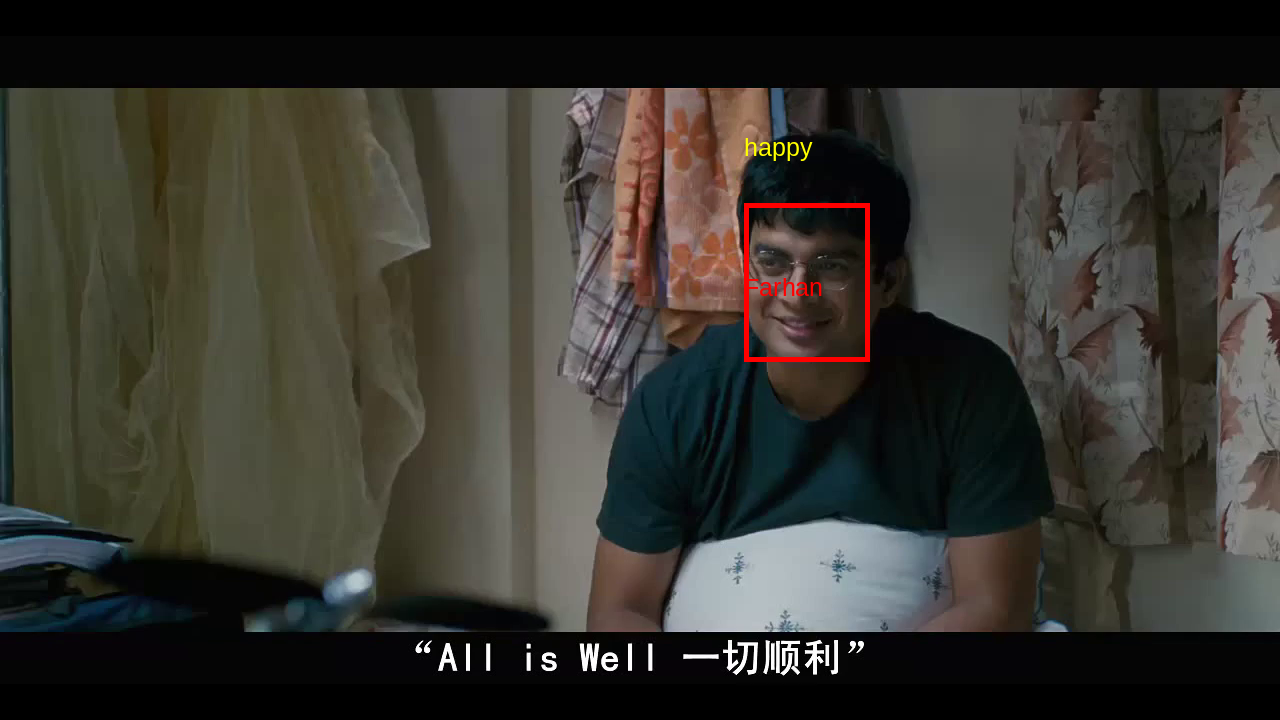 happy
Farhan
“All is Well 一切顺利”